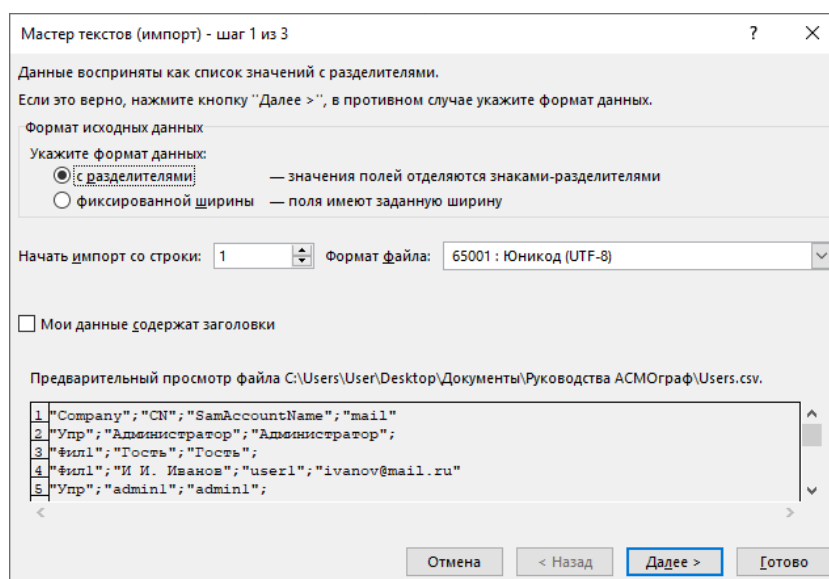 Мастер текстов (импорт) - шаг 1 из 3 ?
Данные восприняты как список значений с разделителями.
Если это верно, нажмите кнопку "Далее >", в противном случае укажите формат данных.
Формат исходных данных
Укажите формат данных:
с разделителями — значения полей отделяются знаками-разделителями
фиксированной ширины — поля имеют заданную ширину
Начать импорт со строки: 1 Формат файла: 65001 : Юникод (UTF-8)
Мои данные содержат заголовки
Предварительный просмотр файла C:\Users\User\Desktop\Документы\Руководства АСМОграф\Users.csv.
1 "Company";"CN";"SamAccountName";"mail"
2 "Упр";"Администратор";"Администратор";
3 "Фил1";"Гость";"Гость";
4 "Фил1";"И И. Иванов";"user1";"ivanov@mail.ru"
5 "Упр";"admin1";"admin1";
Отмена < Назад Далее > Готово